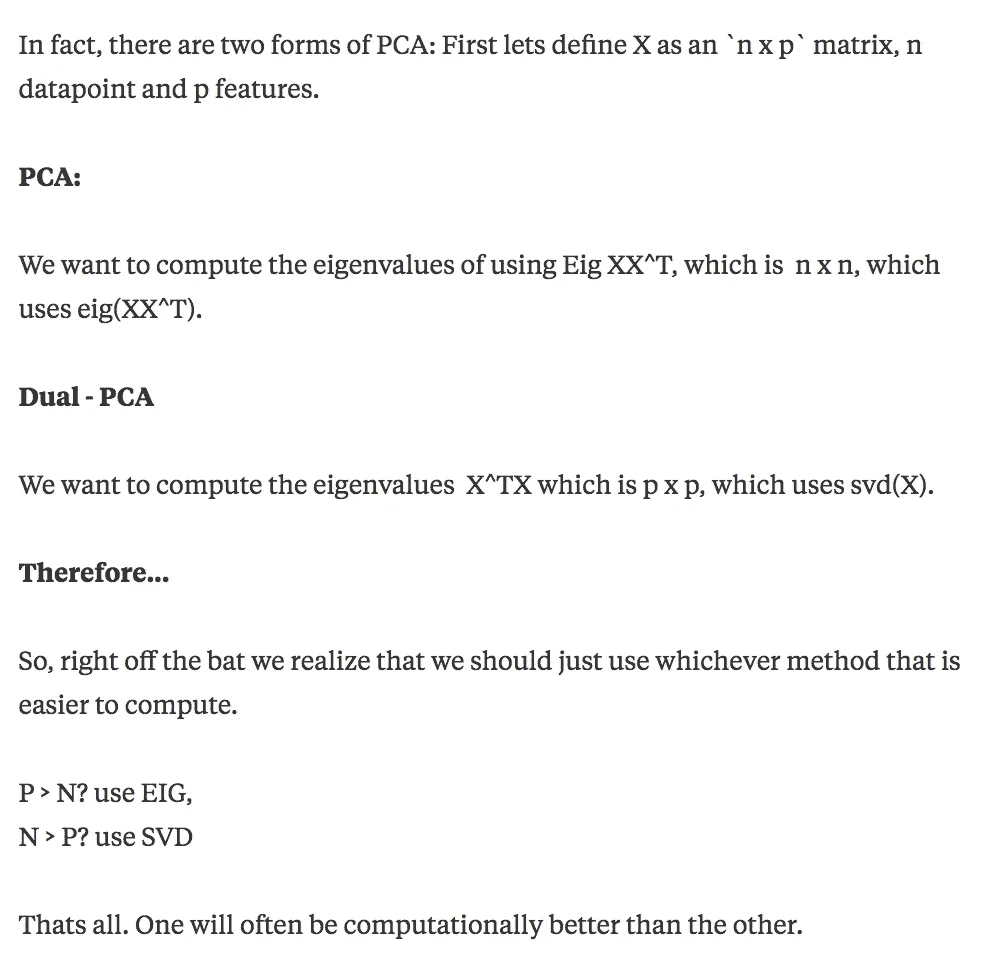 In fact, there are two forms of PCA: First lets define X as an `n x p` matrix, n
datapoint and p features.
PCA:
We want to compute the eigenvalues of using Eig XX^T, which is n x n, which
uses eig(XX^T).
Dual - PCA
We want to compute the eigenvalues X^TX which is p x p, which uses svd(X).
Therefore...
So, right off the bat we realize that we should just use whichever method that is
easier to compute.
P > N? use EIG,
N > P? use SVD
Thats all. One will often be computationally better than the other.